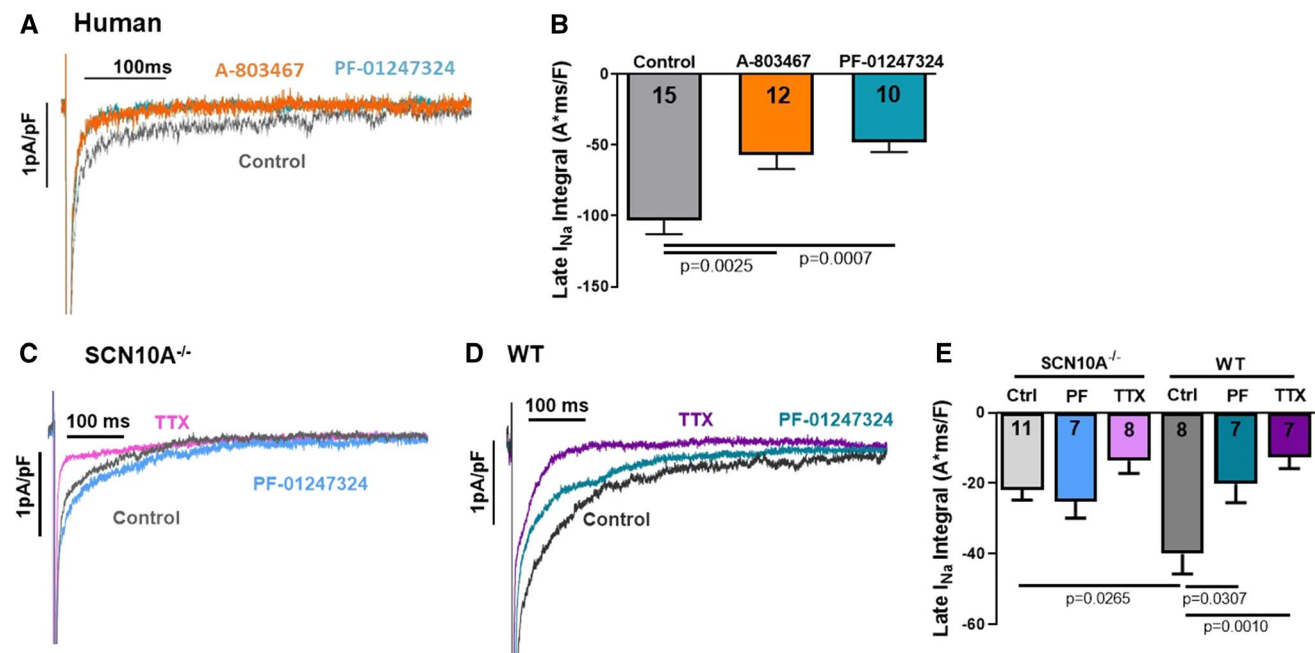 A
Human
100ms
A-803467
PF-01247324
1pA/pF
Control
B
Control
A-803467
PF-01247324
Late INa Integral (A*ms/F)
0
-50
-100
-150
15
12
10
p=0.0025
p=0.0007
C
SCN10A-/-
100 ms
TTX
1pA/pF
PF-01247324
Control
D
WT
100 ms
TTX
PF-01247324
1pA/pF
Control
E
SCN10A-/-
WT
Ctrl
PF
TTX
Ctrl
PF
TTX
Late INa Integral (A*ms/F)
0
-20
-40
-60
11
7
8
8
7
7
p=0.0265
p=0.0307
p=0.0010